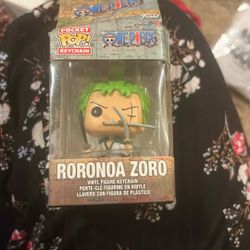 Funko
POCKET
POP!
KEYCHAIN
ONE PIECE
RORONOA ZORO
VINYL FIGURE KEYCHAIN
PORTE-CLÉ FIGURINE EN VINYLE
LLAVERO CON FIGURA DE PLÁSTICO